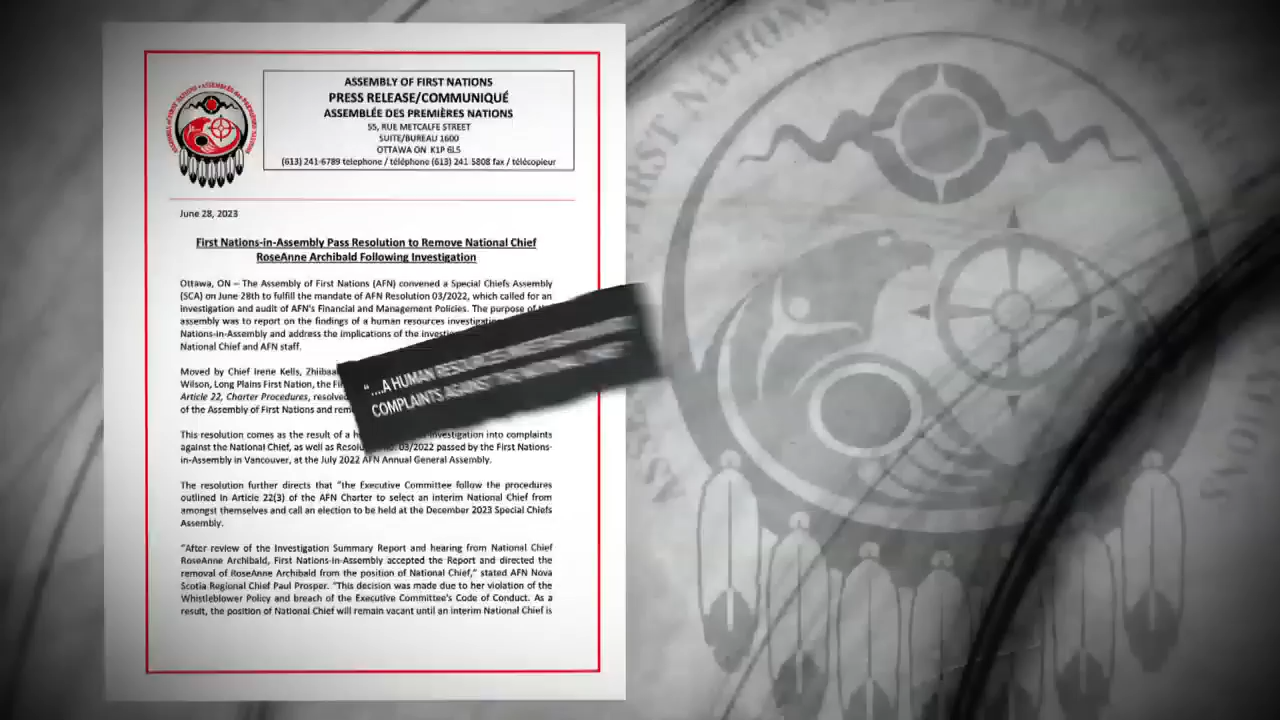 ASSEMBLY OF FIRST NATIONS
PRESS RELEASE/COMMUNIQUÉ
ASSEMBLÉE DES PREMIÈRES NATIONS
55, RUE METCALFE STREET
SUITE/BUREAU 1600
OTTAWA ON K1P 6L5
(613) 241-6789 telephone / téléphone (613) 241-5808 fax / télécopieur
June 28, 2023
First Nations-in-Assembly Pass Resolution to Remove National Chief
RoseAnne Archibald Following Investigation
Ottawa, ON – The Assembly of First Nations (AFN) convened a Special Chiefs Assembly
(SCA) on June 28th to fulfill the mandate of AFN Resolution 03/2022, which called for an
investigation and audit of AFN's Financial and Management Policies. The purpose of
assembly was to report on the findings of a human resources
Nations-in-Assembly and address the implications of the
National Chief and AFN staff.
Moved by Chief Irene Kells,
Wilson, Long Plains First Nation, the
Article 22, Charter Procedures, resolved
of the Assembly of First Nations and
"...A HUMAN RESOURCES
COMPLAINTS AGAINST THE NATIONAL CHIEF"
This resolution comes as the result of a investigation into complaints
against the National Chief, as well as 03/2022 passed by the First Nations-
in-Assembly in Vancouver, at the July 2022 AFN Annual General Assembly.
The resolution further directs that "the Executive Committee follow the procedures
outlined in Article 22(3) of the AFN Charter to select an interim National Chief from
amongst themselves and call an election to be held at the December 2023 Special Chiefs
Assembly.
"After review of the Investigation Summary Report and hearing from National Chief
RoseAnne Archibald, First Nations-in-Assembly accepted the Report and directed the
removal of RoseAnne Archibald from the position of National Chief," stated AFN Nova
Scotia Regional Chief Paul Prosper. "This decision was made due to her violation of the
Whistleblower Policy and breach of the Executive Committee's Code of Conduct. As a
result, the position of National Chief will remain vacant until an interim National Chief is
FIRST NATIONS